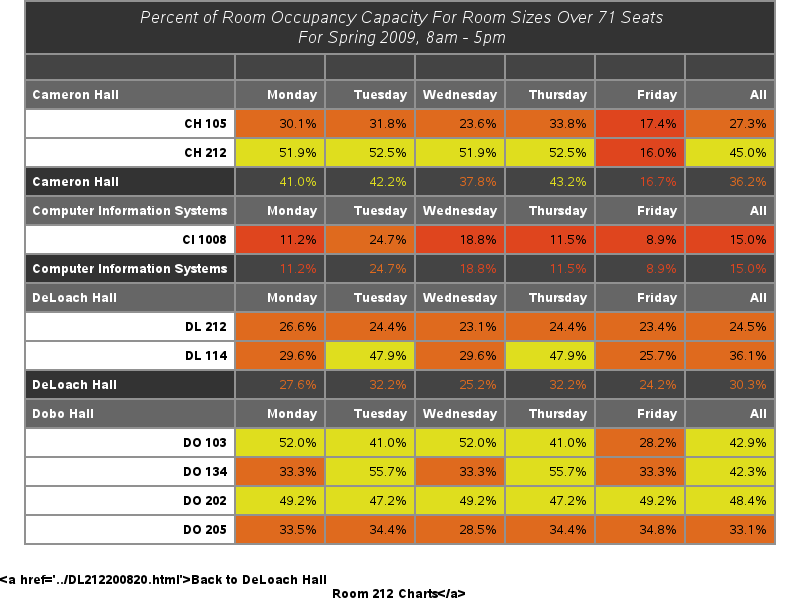 Percent of Room Occupancy Capacity For Room Sizes Over 71 Seats
For Spring 2009, 8am - 5pm
Cameron Hall Monday Tuesday Wednesday Thursday Friday All
CH 105 30.1% 31.8% 23.6% 33.8% 17.4% 27.3%
CH 212 51.9% 52.5% 51.9% 52.5% 16.0% 45.0%
Cameron Hall 41.0% 42.2% 37.8% 43.2% 16.7% 36.2%
Computer Information Systems Monday Tuesday Wednesday Thursday Friday All
CI 1008 11.2% 24.7% 18.8% 11.5% 8.9% 15.0%
Computer Information Systems 11.2% 24.7% 18.8% 11.5% 8.9% 15.0%
DeLoach Hall Monday Tuesday Wednesday Thursday Friday All
DL 212 26.6% 24.4% 23.1% 24.4% 23.4% 24.5%
DL 114 29.6% 47.9% 29.6% 47.9% 25.7% 36.1%
DeLoach Hall 27.6% 32.2% 25.2% 32.2% 24.2% 30.3%
Dobo Hall Monday Tuesday Wednesday Thursday Friday All
DO 103 52.0% 41.0% 52.0% 41.0% 28.2% 42.9%
DO 134 33.3% 55.7% 33.3% 55.7% 33.3% 42.3%
DO 202 49.2% 47.2% 49.2% 47.2% 49.2% 48.4%
DO 205 33.5% 34.4% 28.5% 34.4% 34.8% 33.1%
<a href='../DL212200820.html'>Back to DeLoach Hall
Room 212 Charts</a>